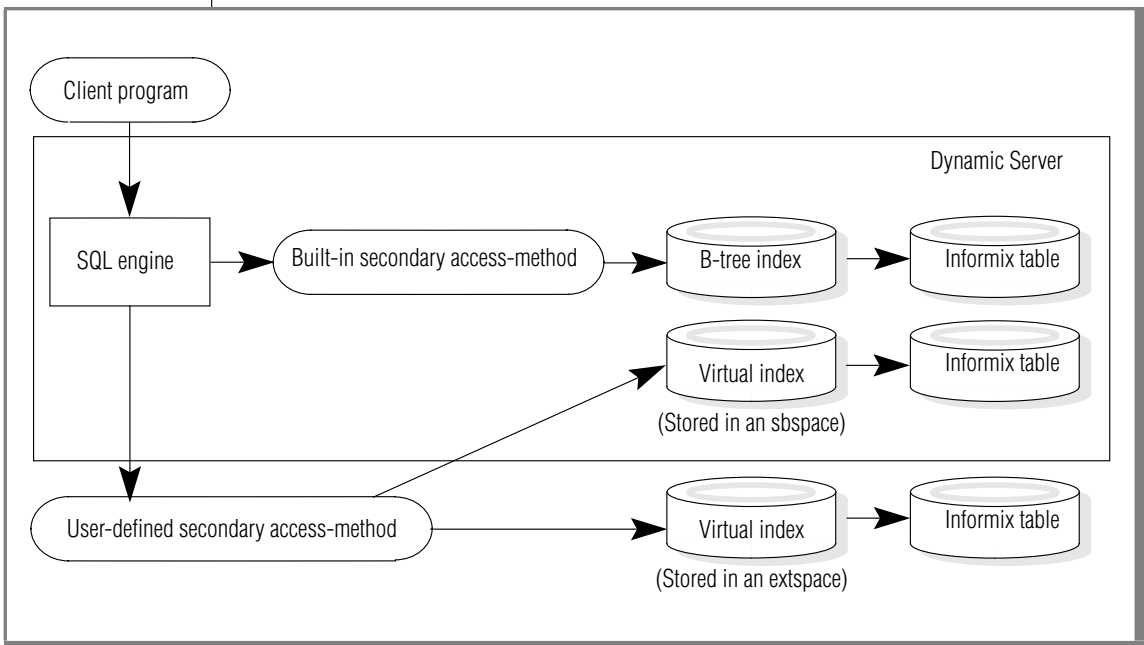 Client program
Dynamic Server
SQL engine
Built-in secondary access-method
B-tree index
Informix table
Virtual index
Informix table
(Stored in an sbspace)
User-defined secondary access-method
Virtual index
Informix table
(Stored in an extspace)